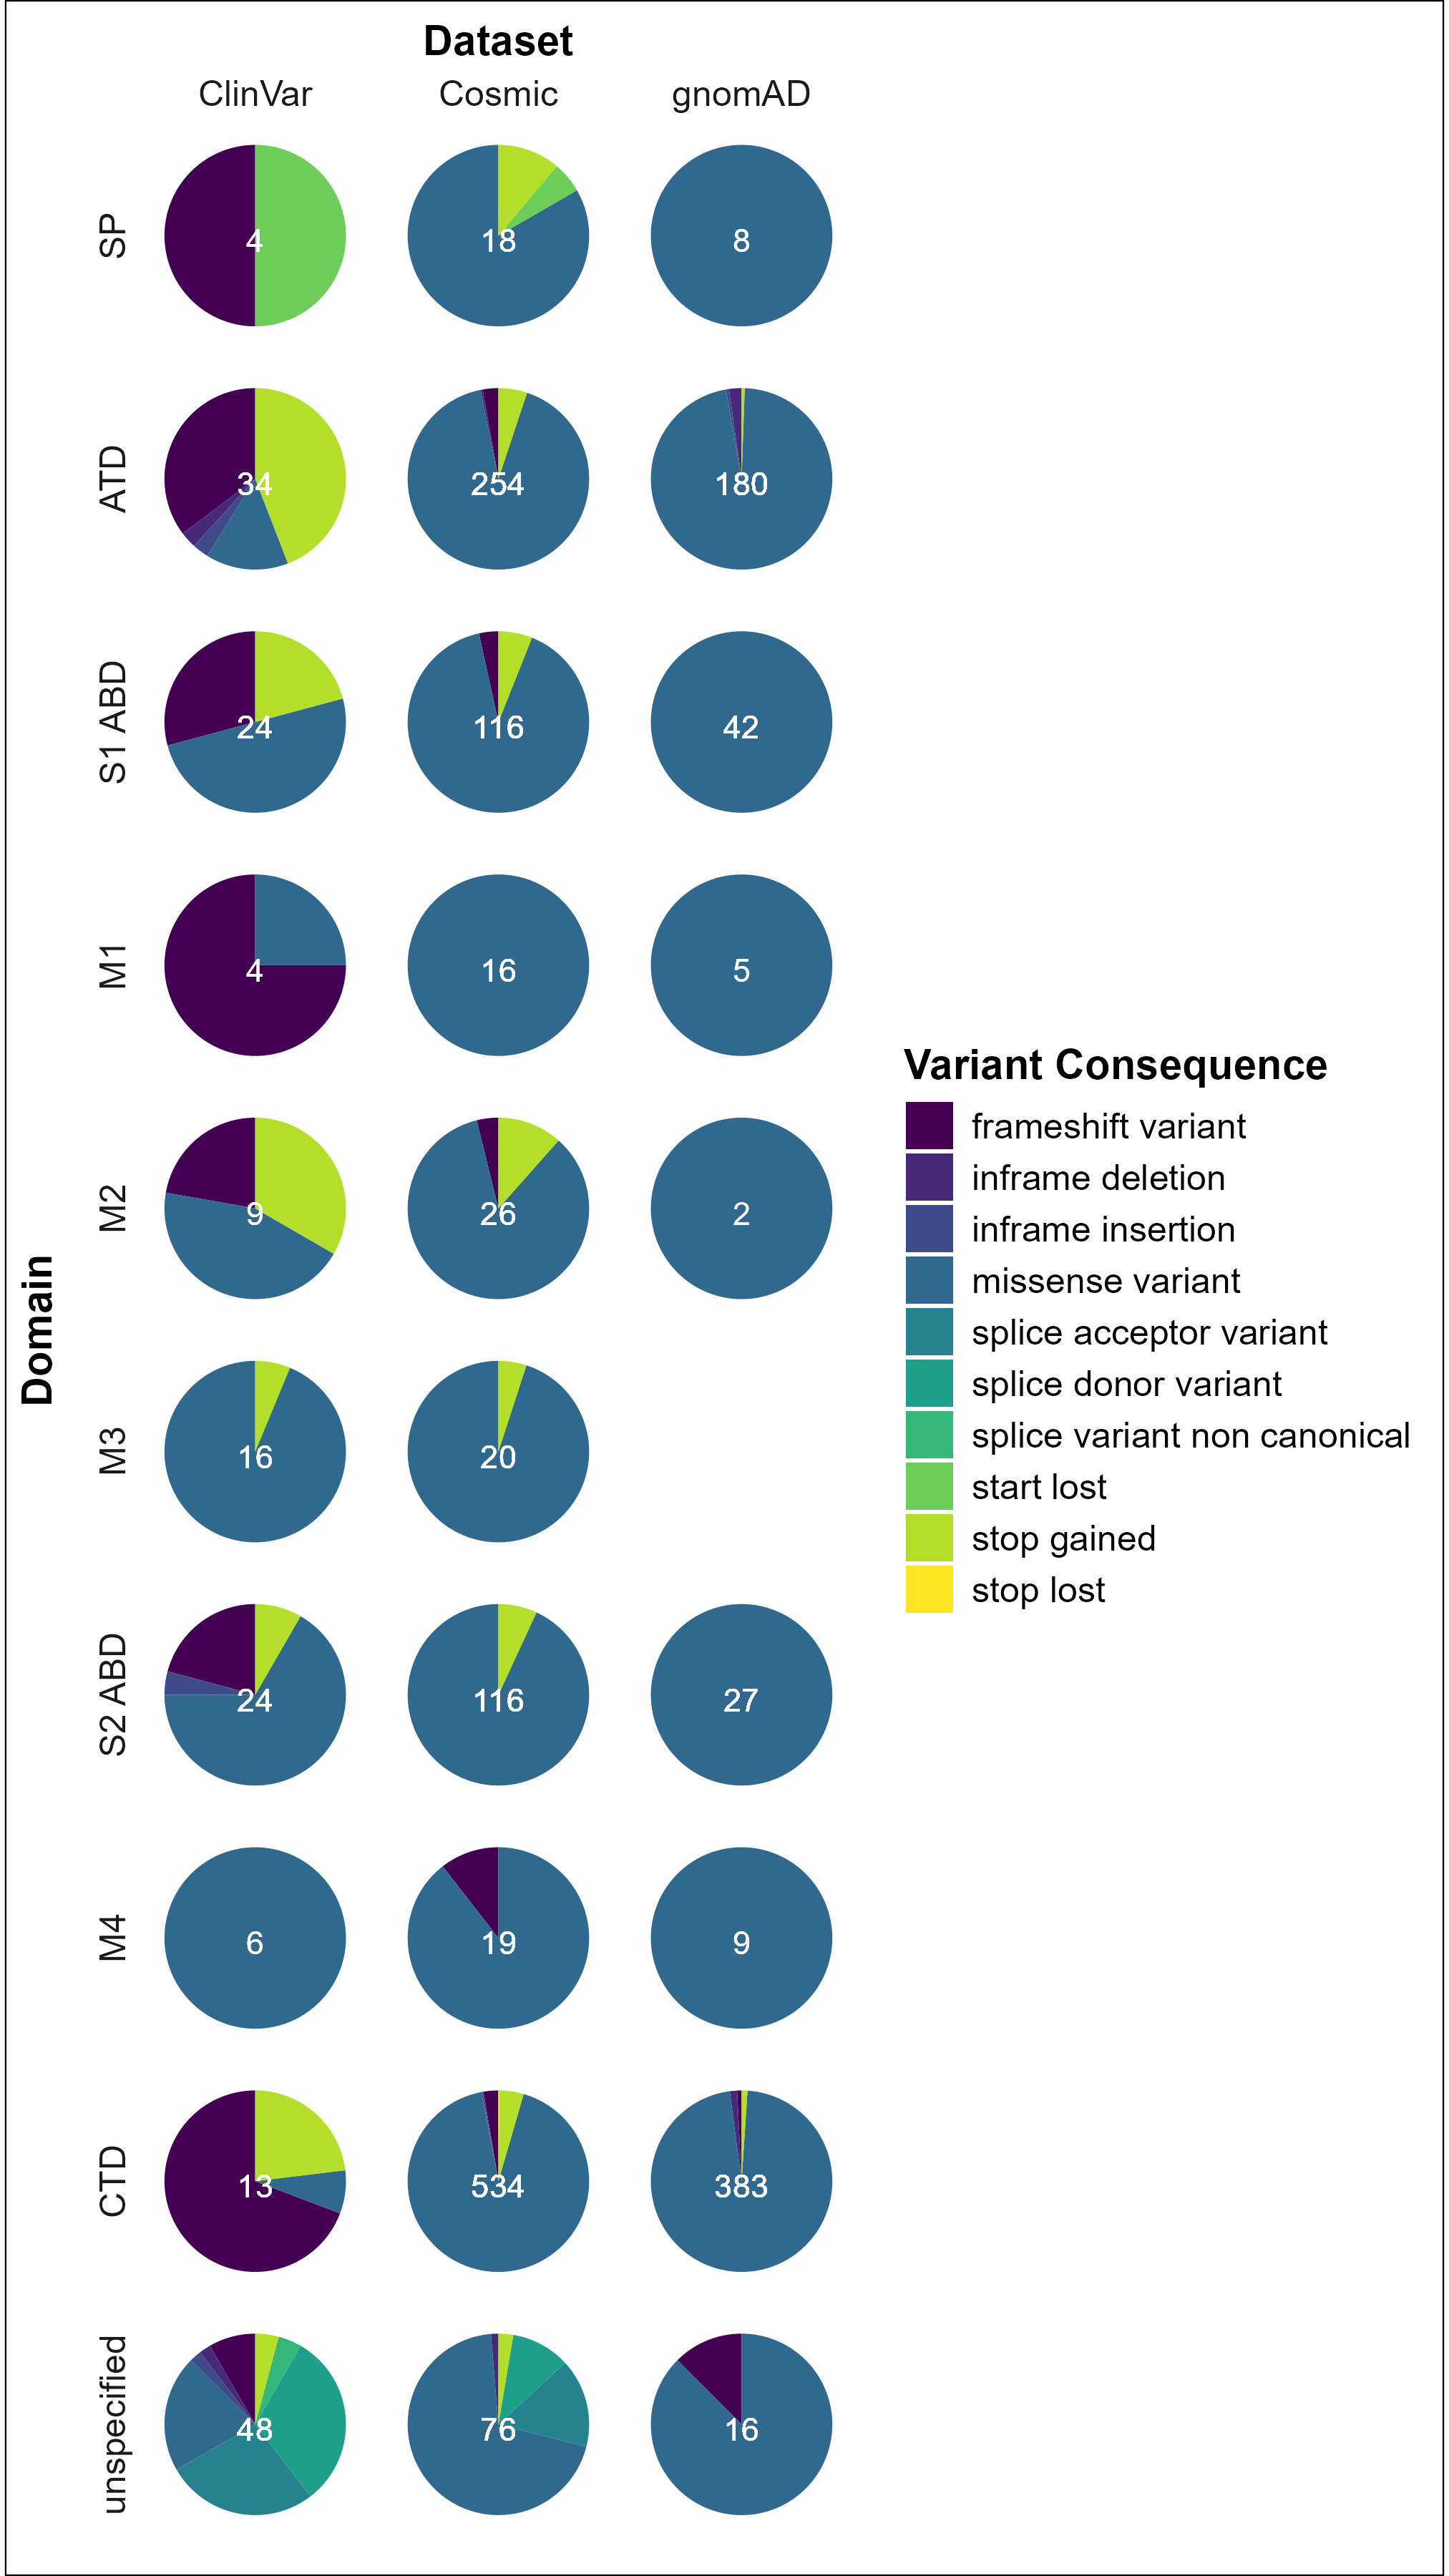 Dataset
ClinVar Cosmic gnomAD
SP 4 18 8
ATD 34 254 180
S1 ABD 24 116 42
M1 4 16 5
M2 9 26 2
M3 16 20
S2 ABD 24 116 27
M4 6 19 9
CTD 13 534 383
unspecified 48 76 16
Domain
Variant Consequence
frameshift variant
inframe deletion
inframe insertion
missense variant
splice acceptor variant
splice donor variant
splice variant non canonical
start lost
stop gained
stop lost